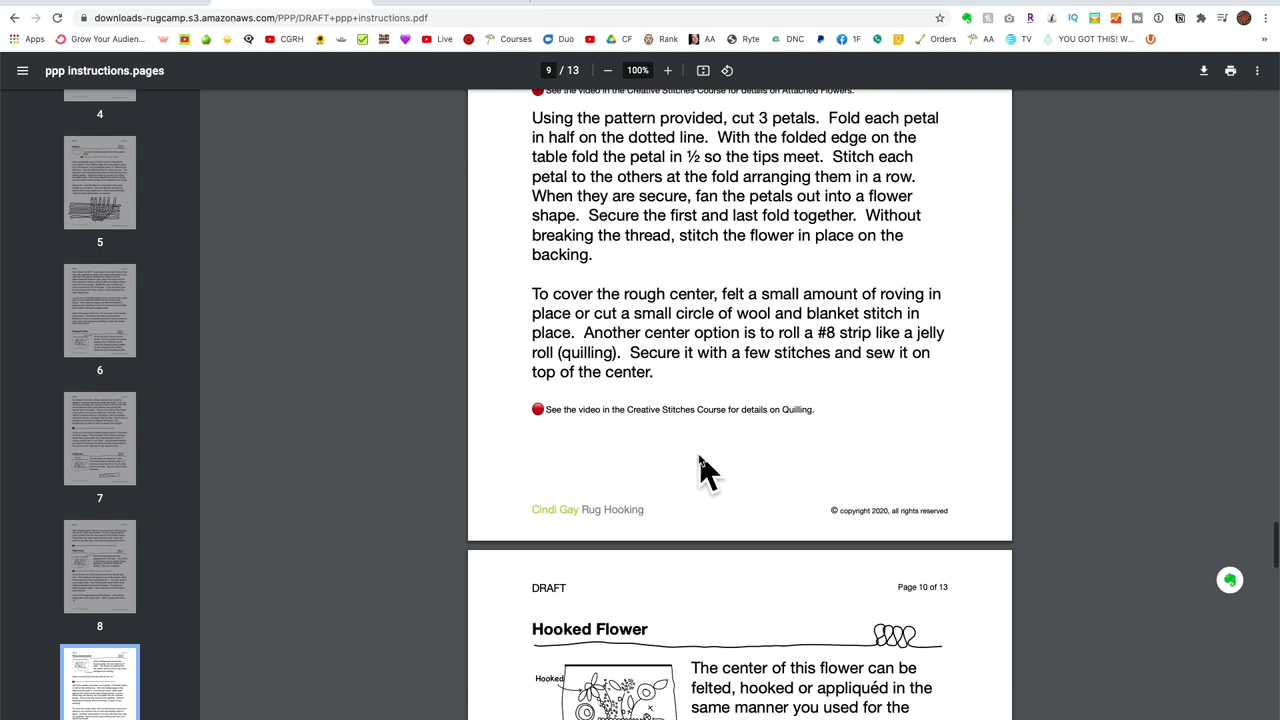 downloads-rugcamp.s3.amazonaws.com/PPP/DRAFT+ppp+instructions.pdf
Apps Grow Your Audien... CGRH Live Courses Duo CF Rank AA Ryte DNC 1F Orders AA TV YOU GOT THIS! W... »
ppp instructions.pages 9 / 13 100%
See the video in the Creative Stitches Course for details on Attached Flowers.
Using the pattern provided, cut 3 petals. Fold each petal
in half on the dotted line. With the folded edge on the
table fold the petal in ½ so the tips meet. Stitch each
petal to the others at the fold arranging them in a row.
When they are secure, fan the petals out into a flower
shape. Secure the first and last fold together. Without
breaking the thread, stitch the flower in place on the
backing.
To cover the rough center, felt a small amount of roving in
place or cut a small circle of wool and blanket stitch in
place. Another center option is to roll a #8 strip like a jelly
roll (quilling). Secure it with a few stitches and sew it on
top of the center.
See the video in the Creative Stitches Course for details on Quilling.
Cindi Gay Rug Hooking © copyright 2020, all rights reserved
DRAFT Page 10 of 13
Hooked Flower
Hooked
The center of this flower can be
felted, hooked or appliquéd in the
same manner you used for the
4
5
6
7
8